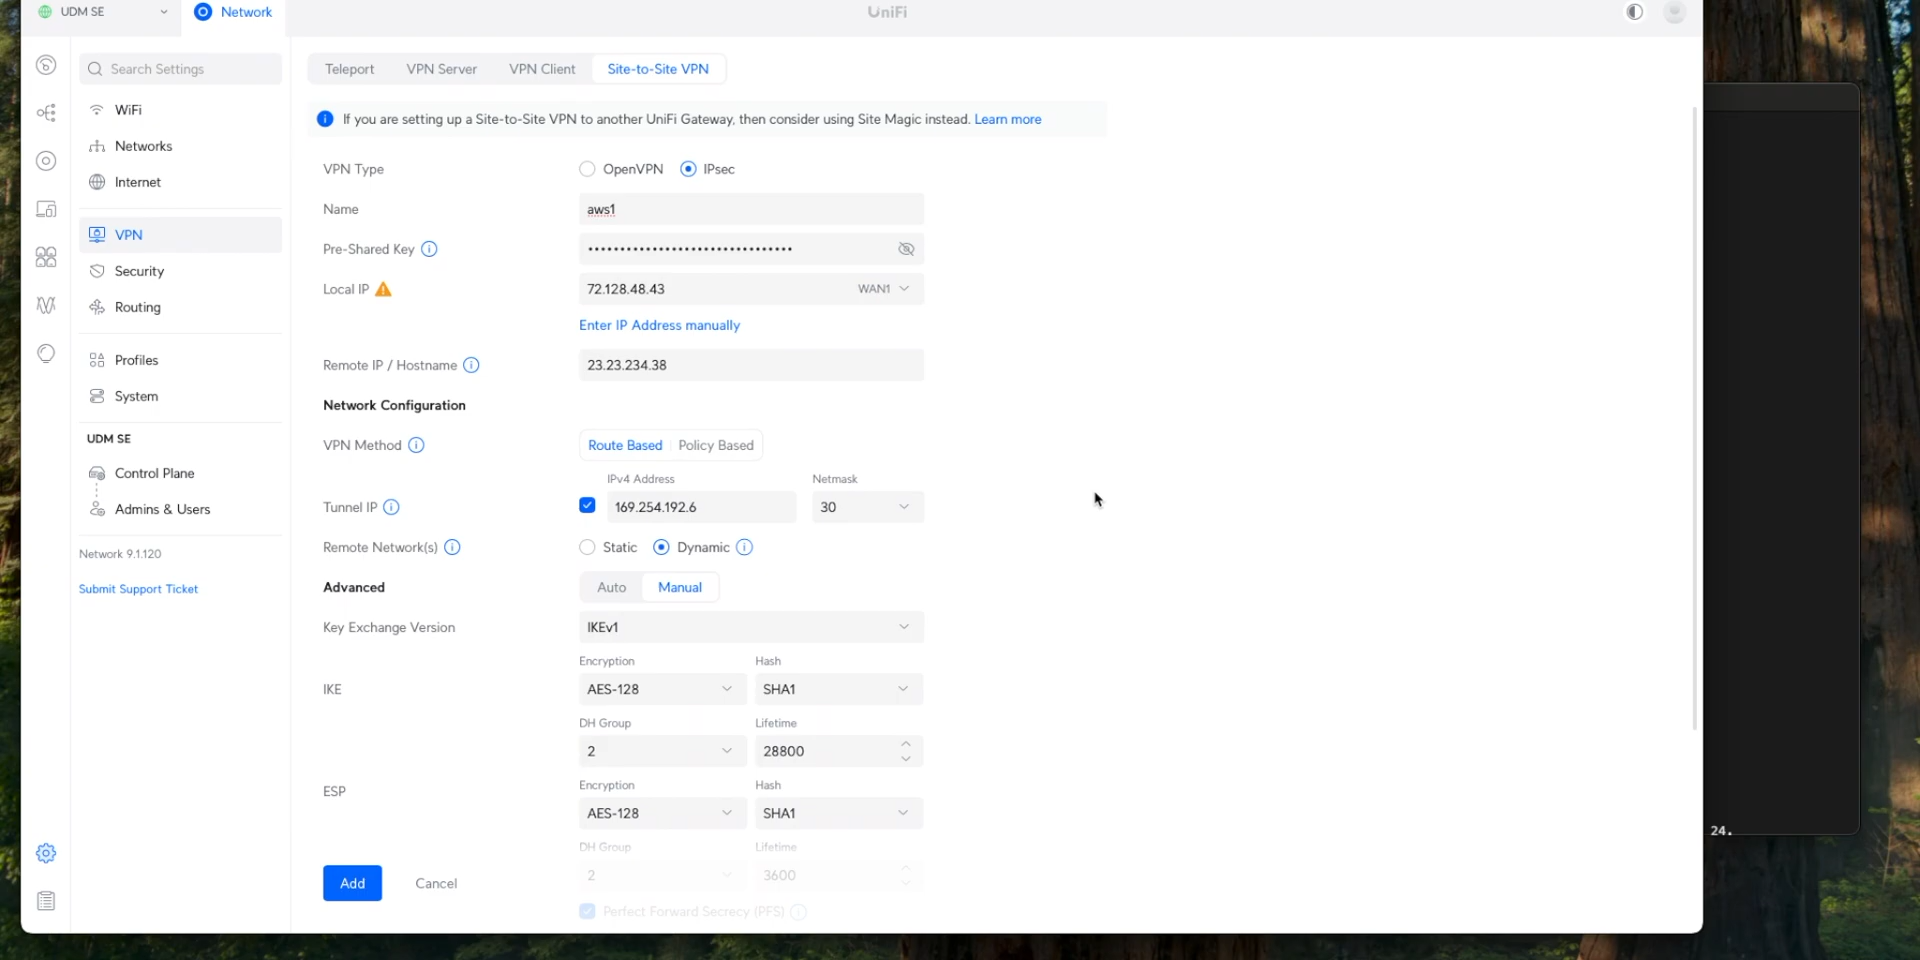 UDM SE
Network
UniFi
Search Settings
WiFi
Networks
Internet
VPN
Security
Routing
Profiles
System
UDM SE
Control Plane
Admins & Users
Network 9.1.120
Submit Support Ticket
Teleport
VPN Server
VPN Client
Site-to-Site VPN
If you are setting up a Site-to-Site VPN to another UniFi Gateway, then consider using Site Magic instead. Learn more
VPN Type
OpenVPN
IPsec
Name
aws1
Pre-Shared Key
••••••••••••••••••••••••••••••••
Local IP
72.128.48.43
WAN1
Enter IP Address manually
Remote IP / Hostname
23.23.234.38
Network Configuration
VPN Method
Route Based
Policy Based
IPv4 Address
Netmask
Tunnel IP
169.254.192.6
30
Remote Network(s)
Static
Dynamic
Advanced
Auto
Manual
Key Exchange Version
IKEv1
Encryption
Hash
IKE
AES-128
SHA1
DH Group
Lifetime
2
28800
Encryption
Hash
ESP
AES-128
SHA1
DH Group
Lifetime
2
3600
Perfect Forward Secrecy (PFS)
Add
Cancel
24.